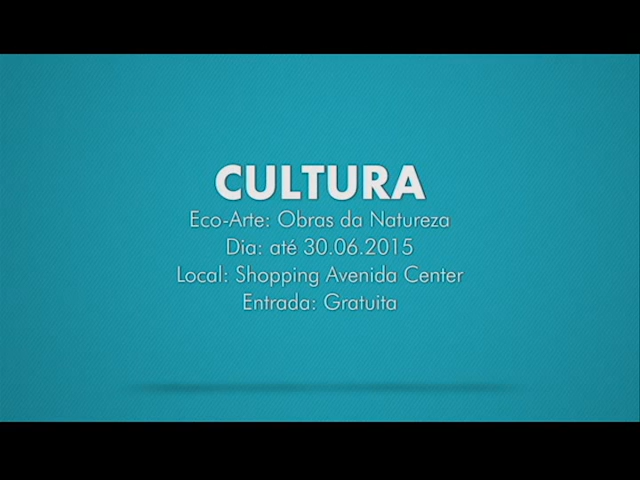 CULTURA
Eco-Arte: Obras da Natureza
Dia: até 30.06.2015
Local: Shopping Avenida Center
Entrada: Gratuita